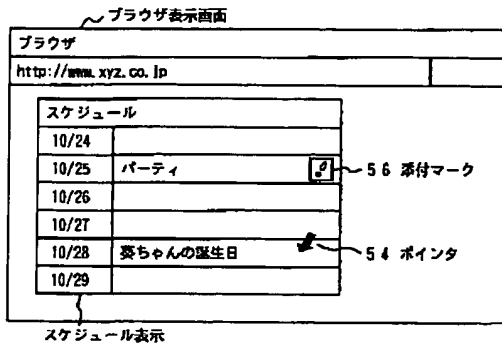 ブラウザ表示画面
ブラウザ
http://www.xyz.co.jp
スケジュール
10/24
10/25 パーティ 56 添付マーク
10/26
10/27
10/28 葵ちゃんの誕生日 54 ポインタ
10/29
スケジュール表示